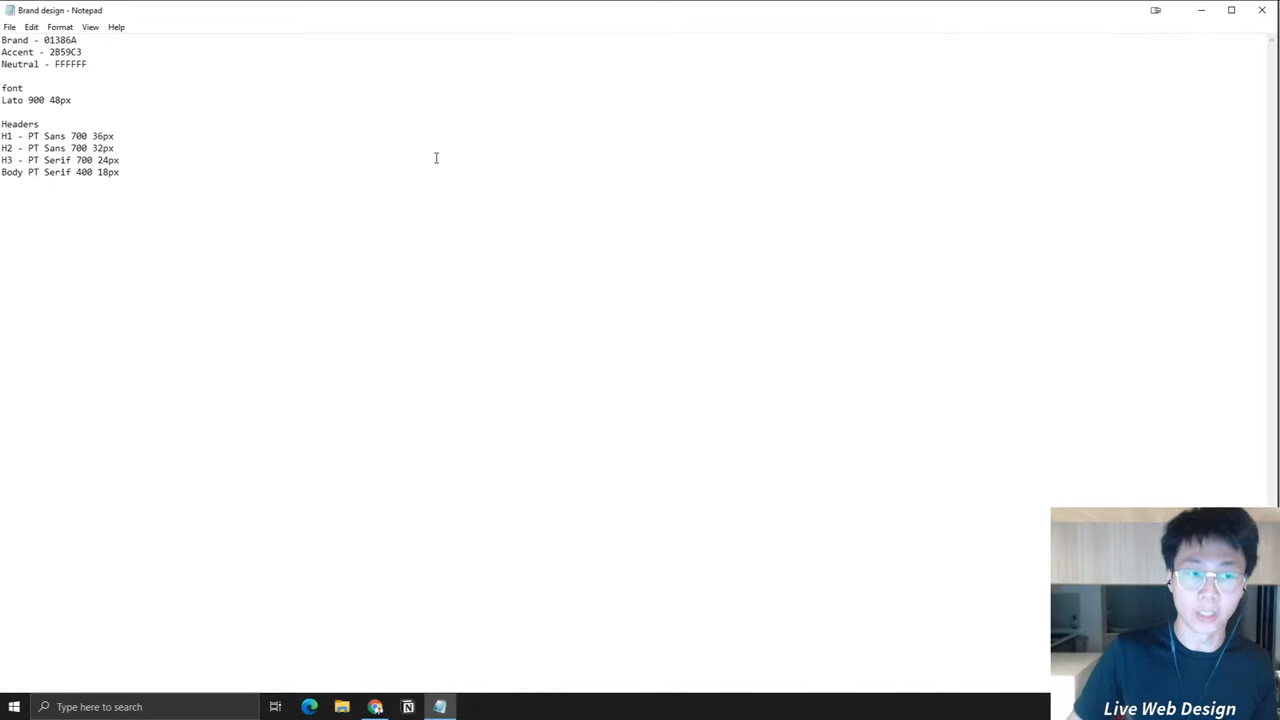 Brand design - Notepad
File Edit Format View Help
Brand - 01386A
Accent - 2B59C3
Neutral - FFFFFF
font
Lato 900 48px
Headers
H1 - PT Sans 700 36px
H2 - PT Sans 700 32px
H3 - PT Serif 700 24px
Body PT Serif 400 18px
Type here to search
Live Web Design